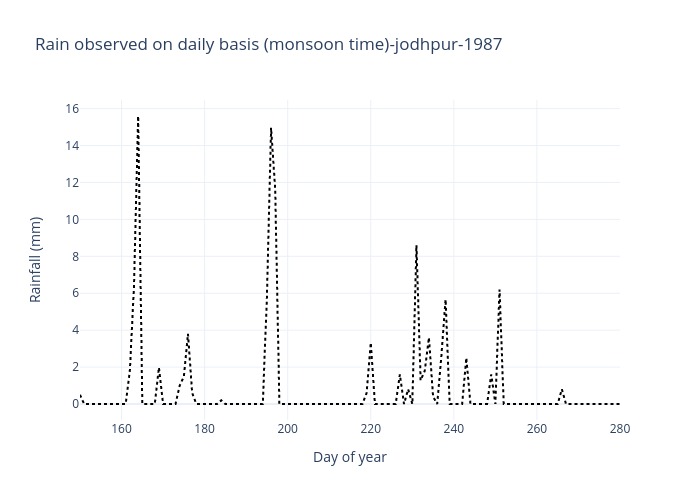 Rain observed on daily basis (monsoon time)-jodhpur-1987
Rainfall (mm)
16
14
12
10
8
6
4
2
0
160 180 200 220 240 260 280
Day of year